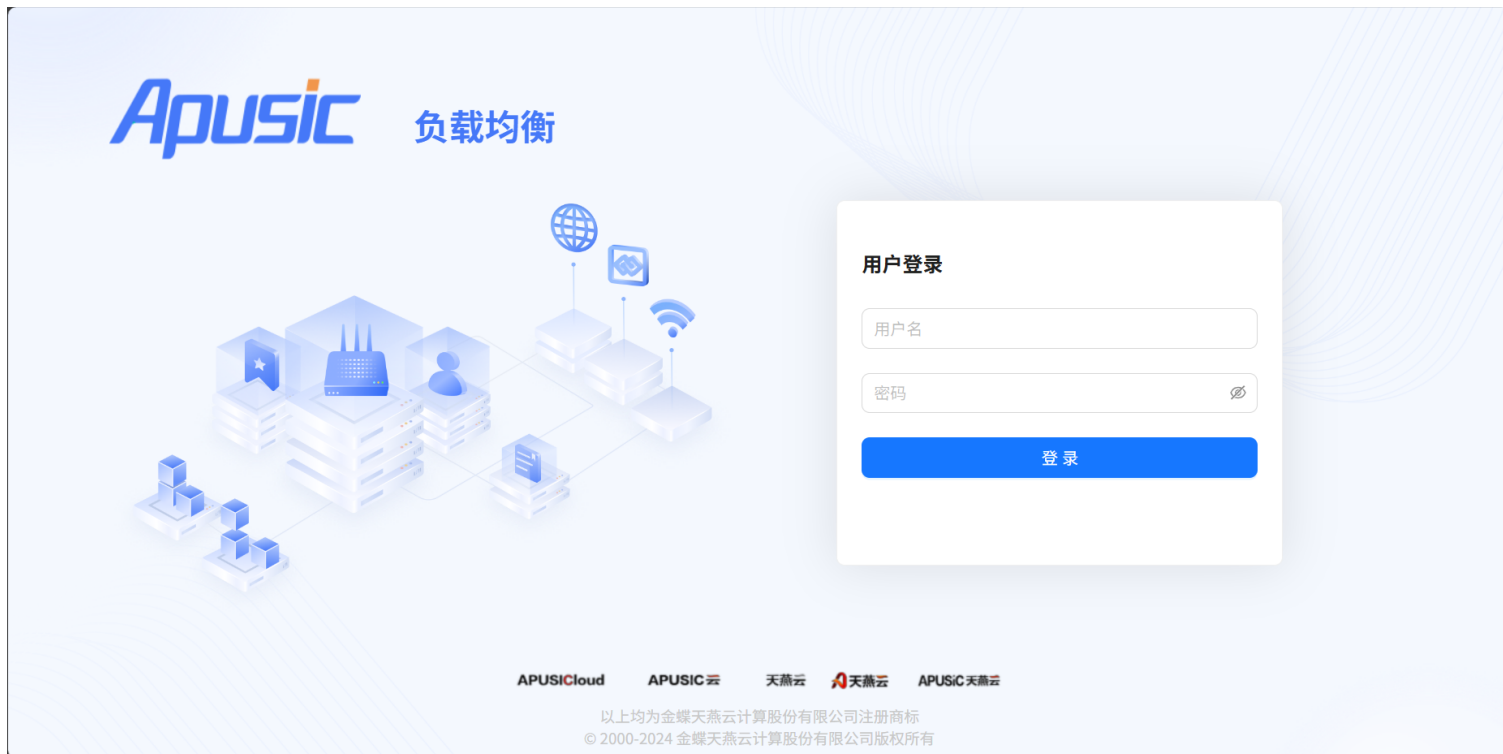 Apusic 负载均衡
用户登录
用户名
密码
登 录
APUSICloud APUSIC云 天燕云 天燕云 APUSiC天燕云
以上均为金蝶天燕云计算股份有限公司注册商标
© 2000-2024 金蝶天燕云计算股份有限公司版权所有